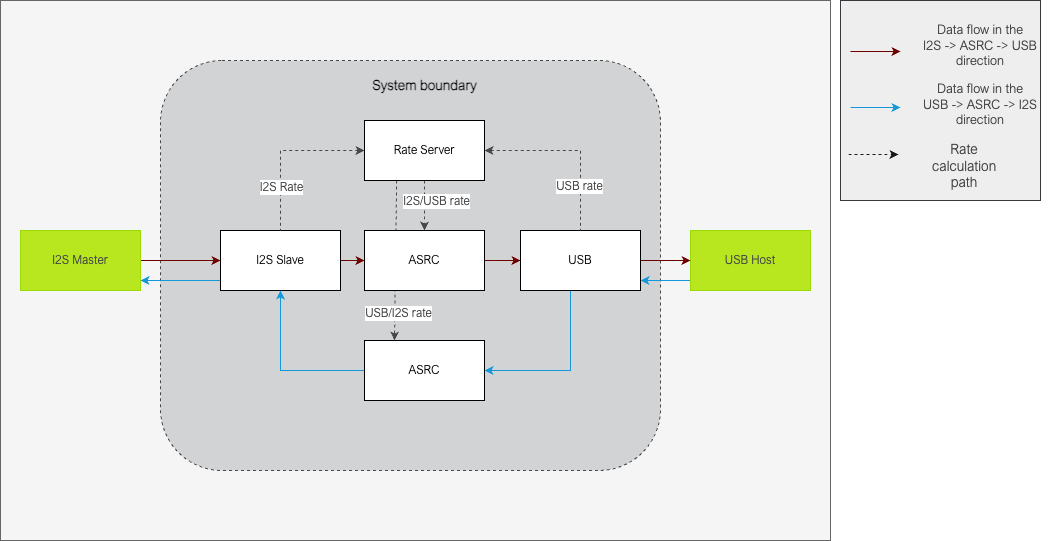 System boundary
Rate Server
I2S Rate
I2S/USB rate
USB rate
I2S Master
I2S Slave
ASRC
USB
USB Host
USB/I2S rate
ASRC
Data flow in the
I2S -> ASRC -> USB
direction
Data flow in the
USB -> ASRC -> I2S
direction
Rate
calculation
path